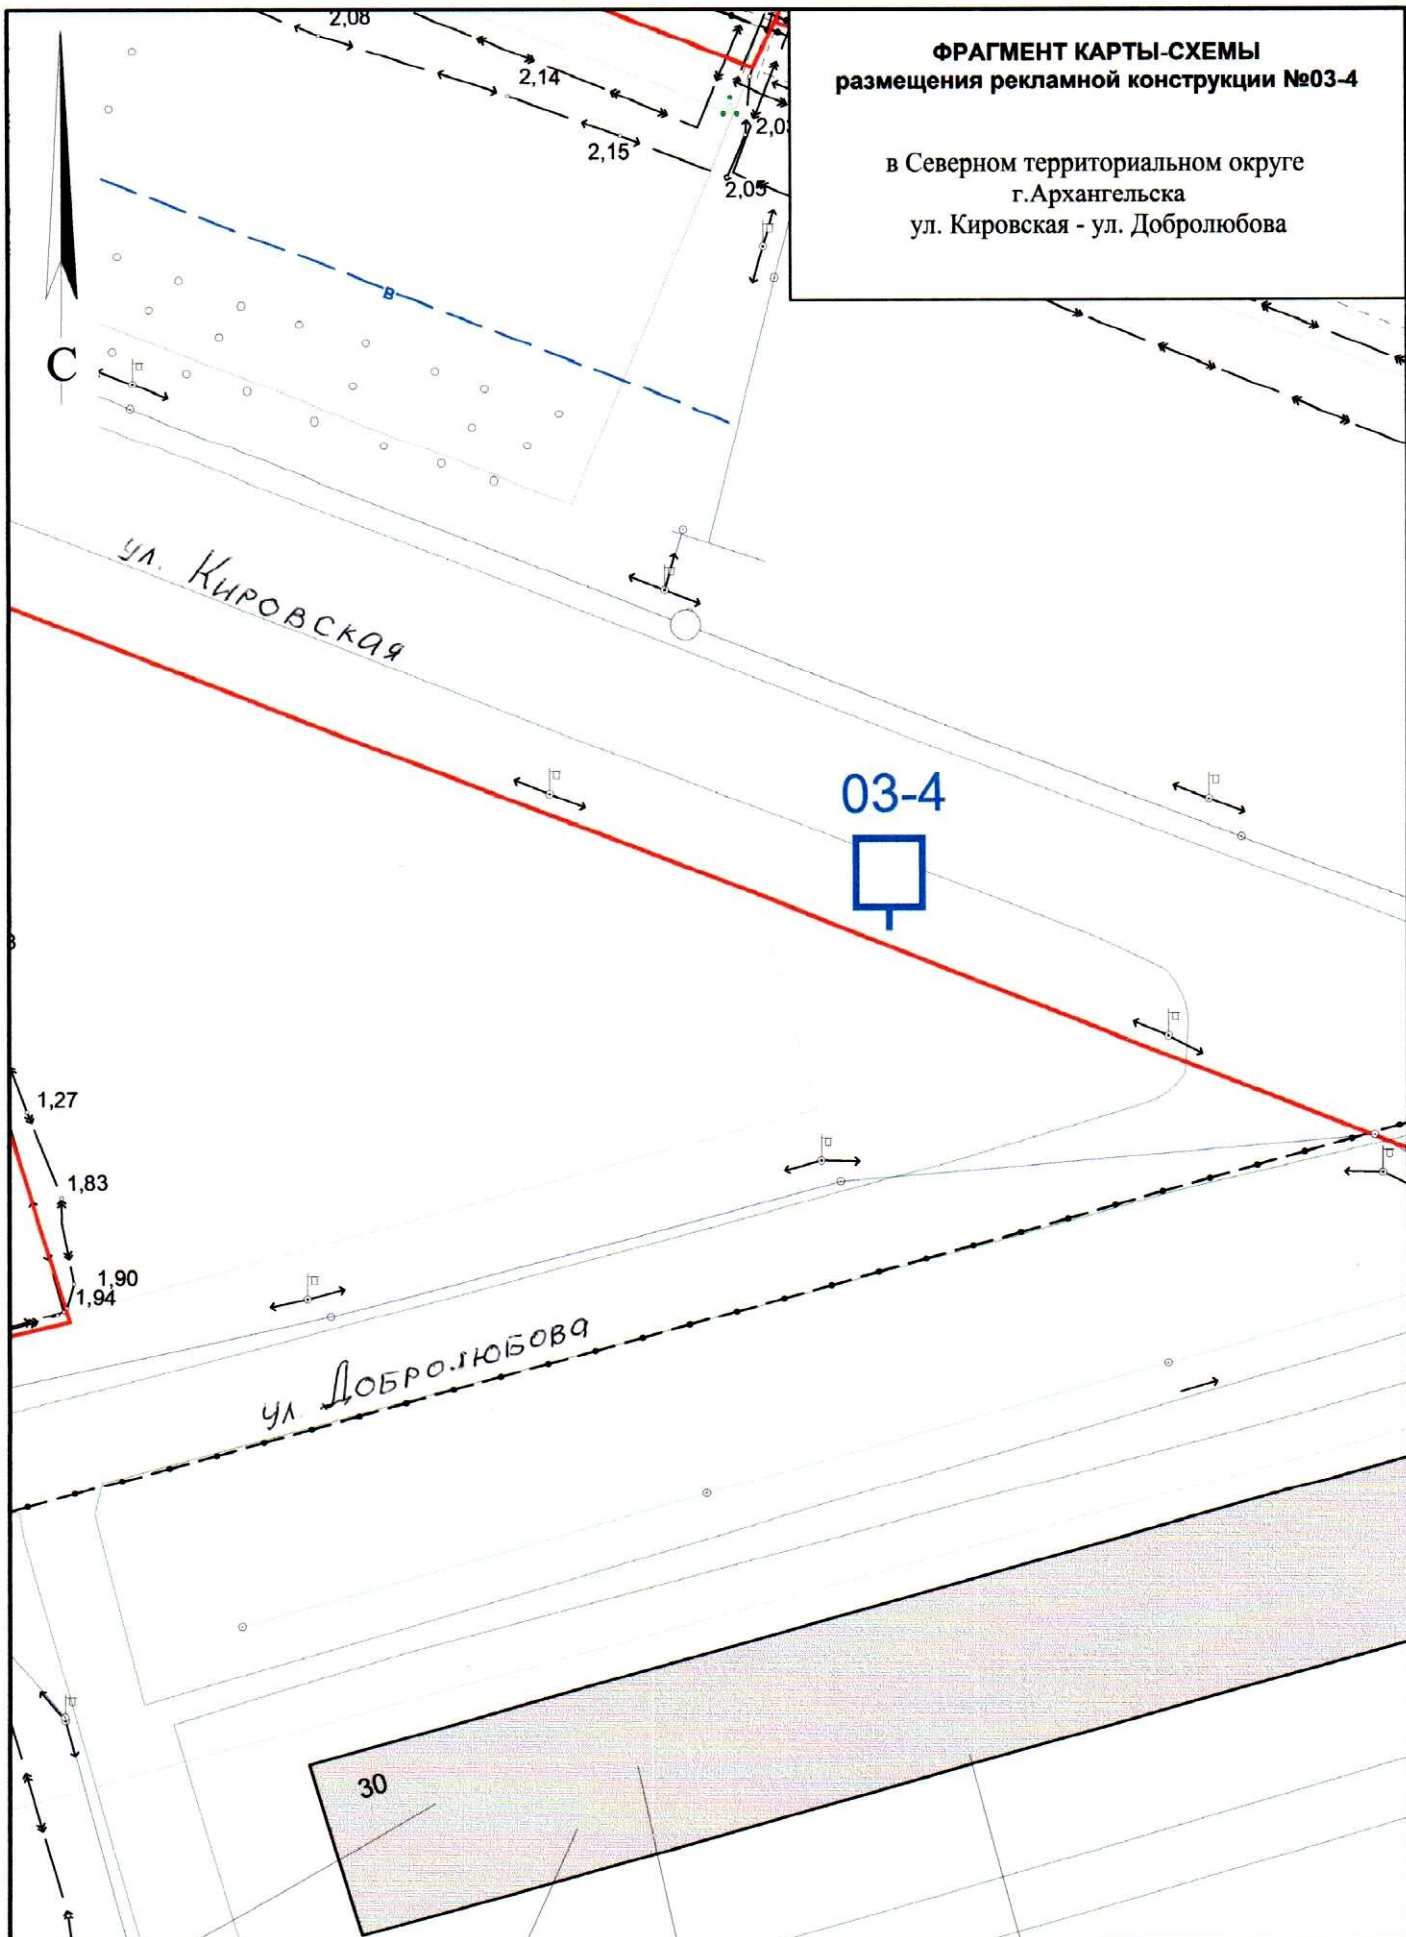 2,08
ФРАГМЕНТ КАРТЫ-СХЕМЫ
размещения рекламной конструкции №03-4
в Северном территориальном округе
г.Архангельска
ул. Кировская - ул. Добролюбова
2,14
2,15
2,05
В
С
ул. Кировская
03-4
1,27
1,83
1,90
1,94
ул. Добролюбова
30